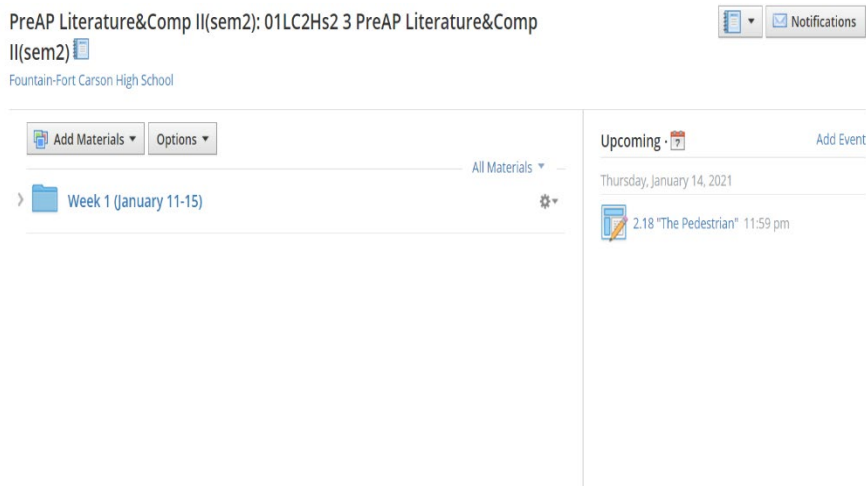 PreAP Literature&Comp II(sem2): 01LC2Hs2 3 PreAP Literature&Comp
II(sem2)
Fountain-Fort Carson High School
Notifications
Add Materials
Options
All Materials
Week 1 (January 11-15)
Upcoming · 7
Add Event
Thursday, January 14, 2021
2.18 "The Pedestrian" 11:59 pm